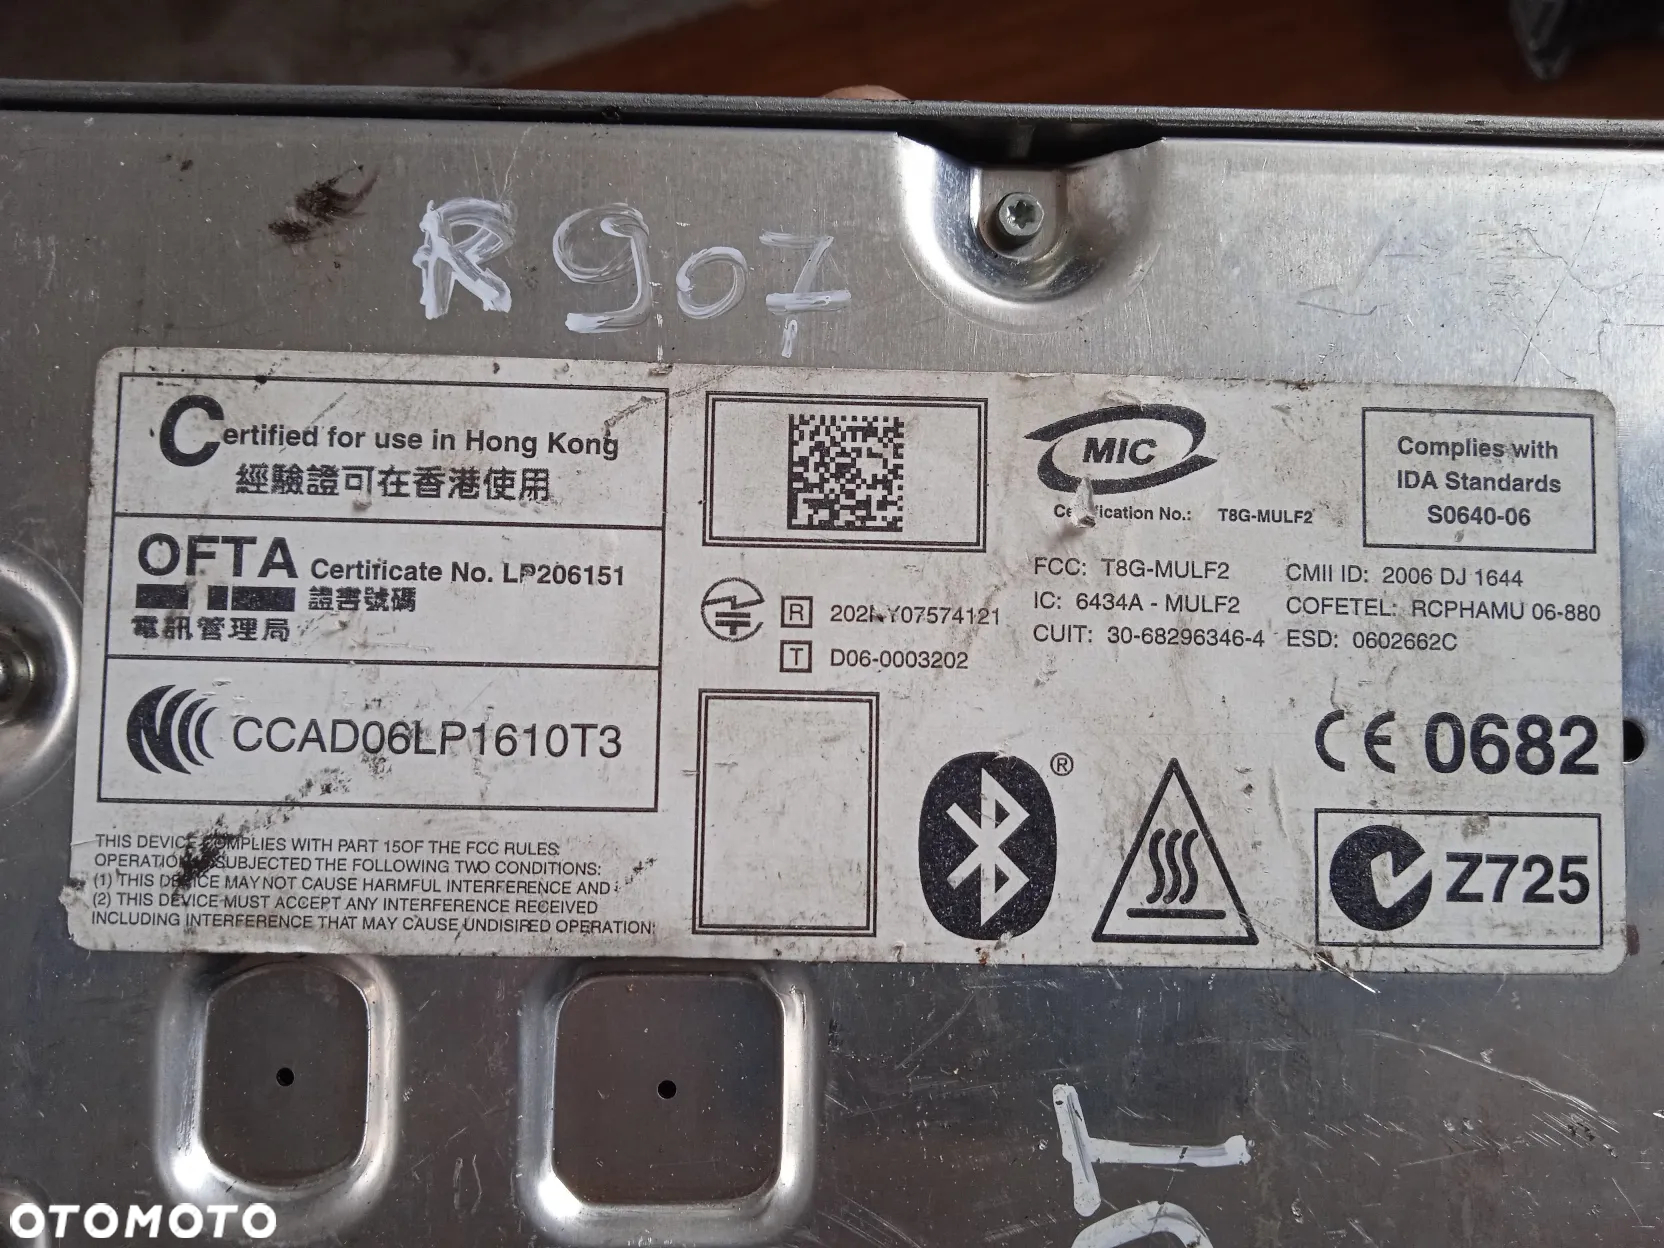 R907
Certified for use in Hong Kong
經驗證可在香港使用
OFTA Certificate No. LP206151
證書號碼
電訊管理局
CCAD06LP1610T3
THIS DEVICE COMPLIES WITH PART 15OF THE FCC RULES
OPERATION SUBJECTED THE FOLLOWING TWO CONDITIONS:
(1) THIS DEVICE MAY NOT CAUSE HARMFUL INTERFERENCE AND
(2) THIS DEVICE MUST ACCEPT ANY INTERFERENCE RECEIVED
INCLUDING INTERFERENCE THAT MAY CAUSE UNDISIRED OPERATION:
R
T D06-0003202
MIC
Certification No.: T8G-MULF2
FCC: T8G-MULF2
IC: 6434A - MULF2
CUIT: 30-68296346-4
Complies with
IDA Standards
S0640-06
CMII ID: 2006 DJ 1644
COFETEL: RCPHAMU 06-880
ESD: 0602662C
®
CE 0682
Z725
OTOMOTO